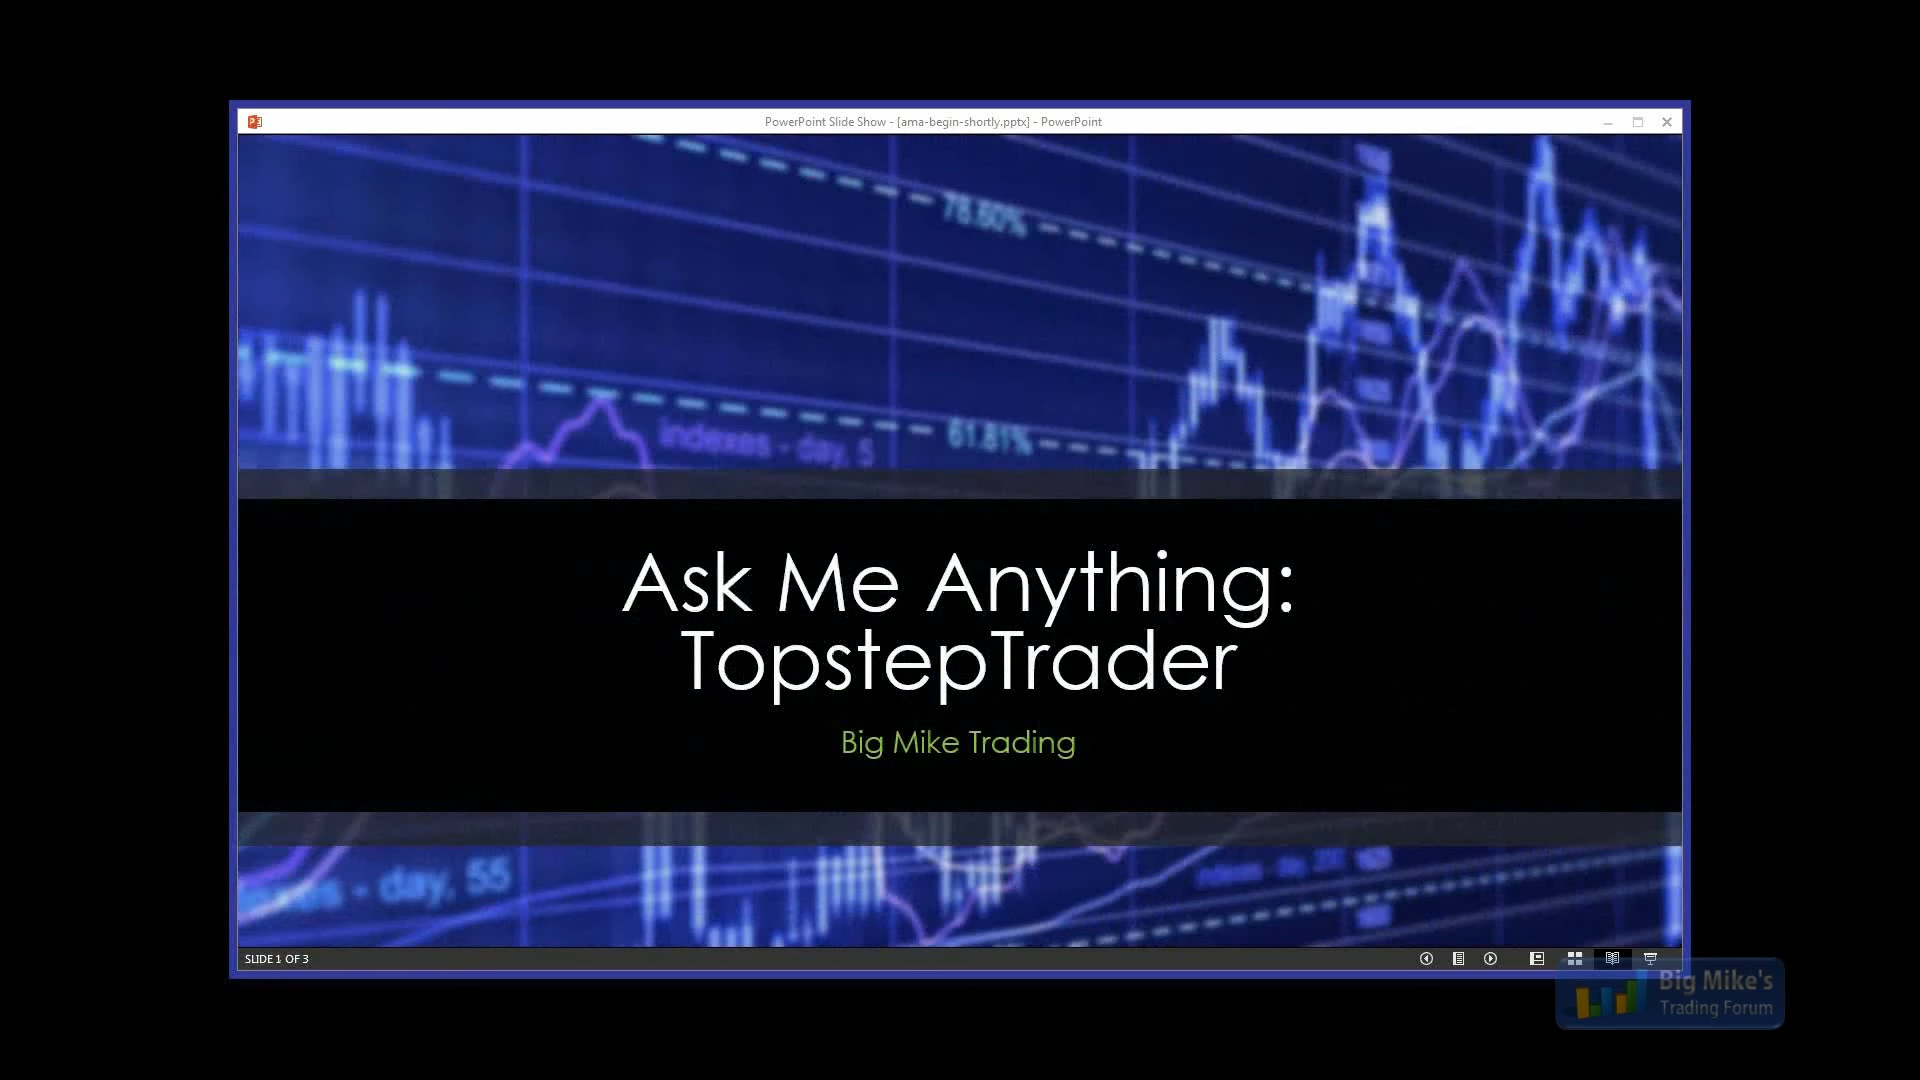 PowerPoint Slide Show - [ama-begin-shortly.pptx] - PowerPoint
78.60%
indexes - day, 5
61.81%
Ask Me Anything:
TopstepTrader
Big Mike Trading
- day, 55
SLIDE 1 OF 3
Big Mike's
Trading Forum